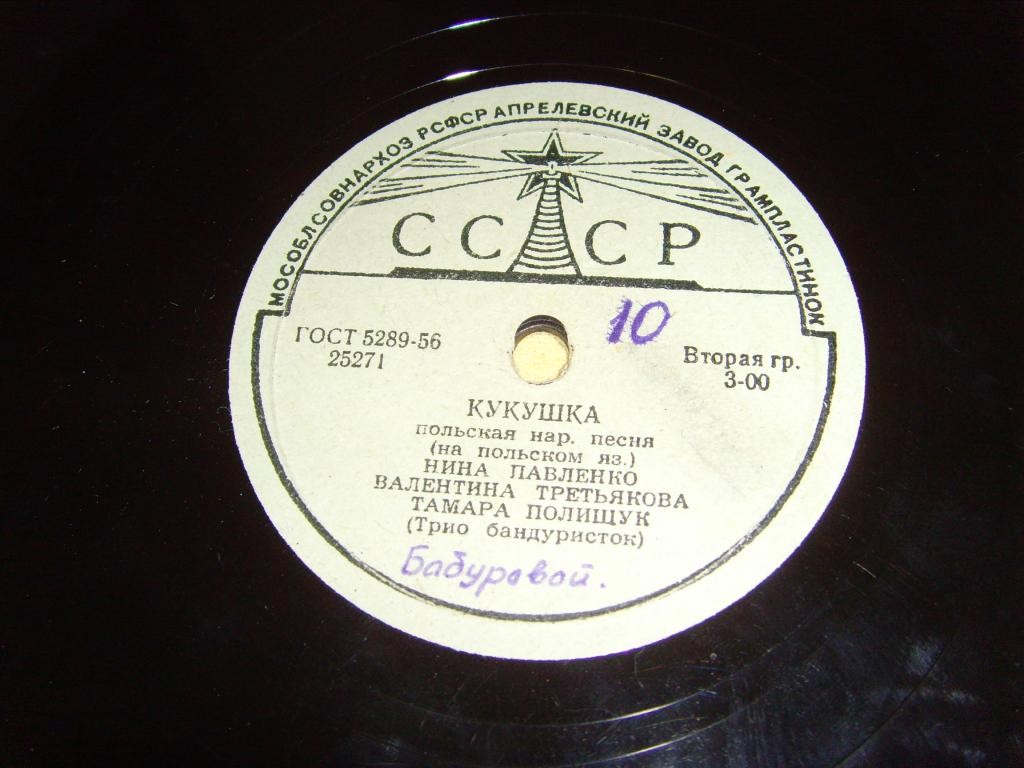 МОСОБЛСОВНАРХОЗ РСФСР АПРЕЛЕВСКИЙ ЗАВОД ГРАМПЛАСТИНОК
СССР
10
ГОСТ 5289-56
25271
Вторая гр.
3-00
КУКУШКА
польская нар. песня
(на польском яз.)
НИНА ПАВЛЕНКО
ВАЛЕНТИНА ТРЕТЬЯКОВА
ТАМАРА ПОЛИЩУК
(Трио бандуристок)
Бабуровой.